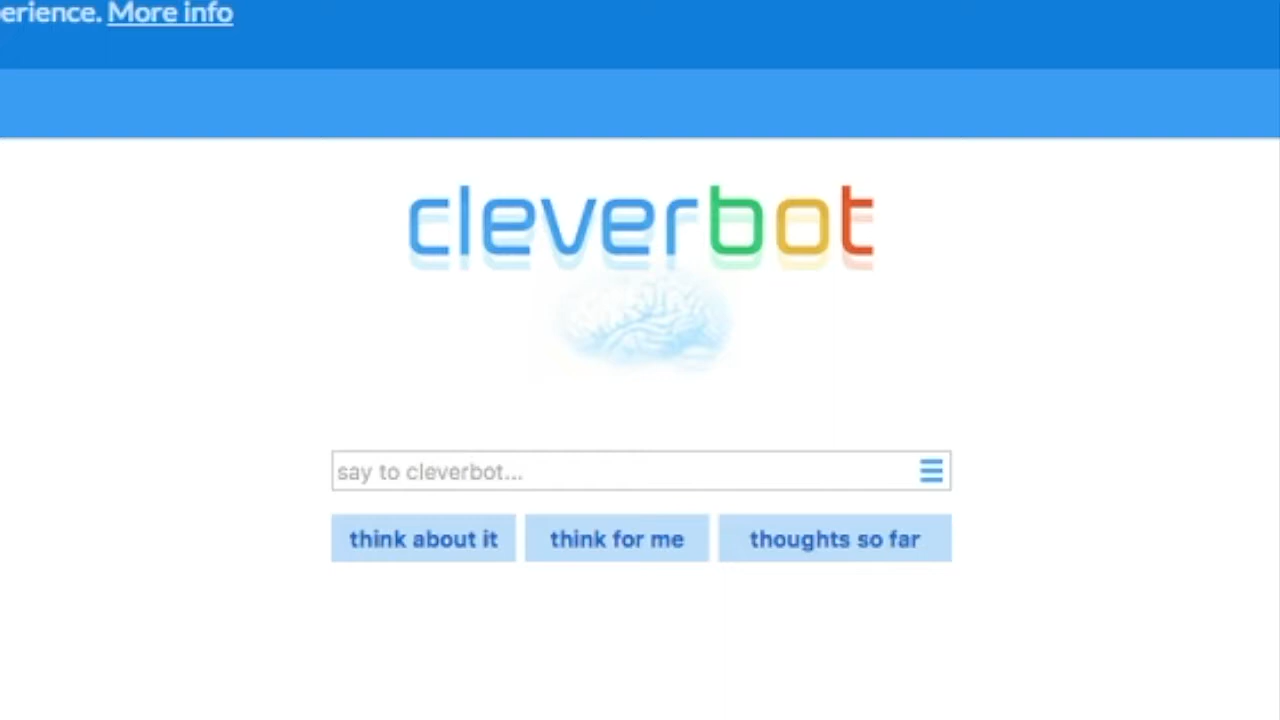 erience. More info
cleverbot
say to cleverbot...
think about it
think for me
thoughts so far